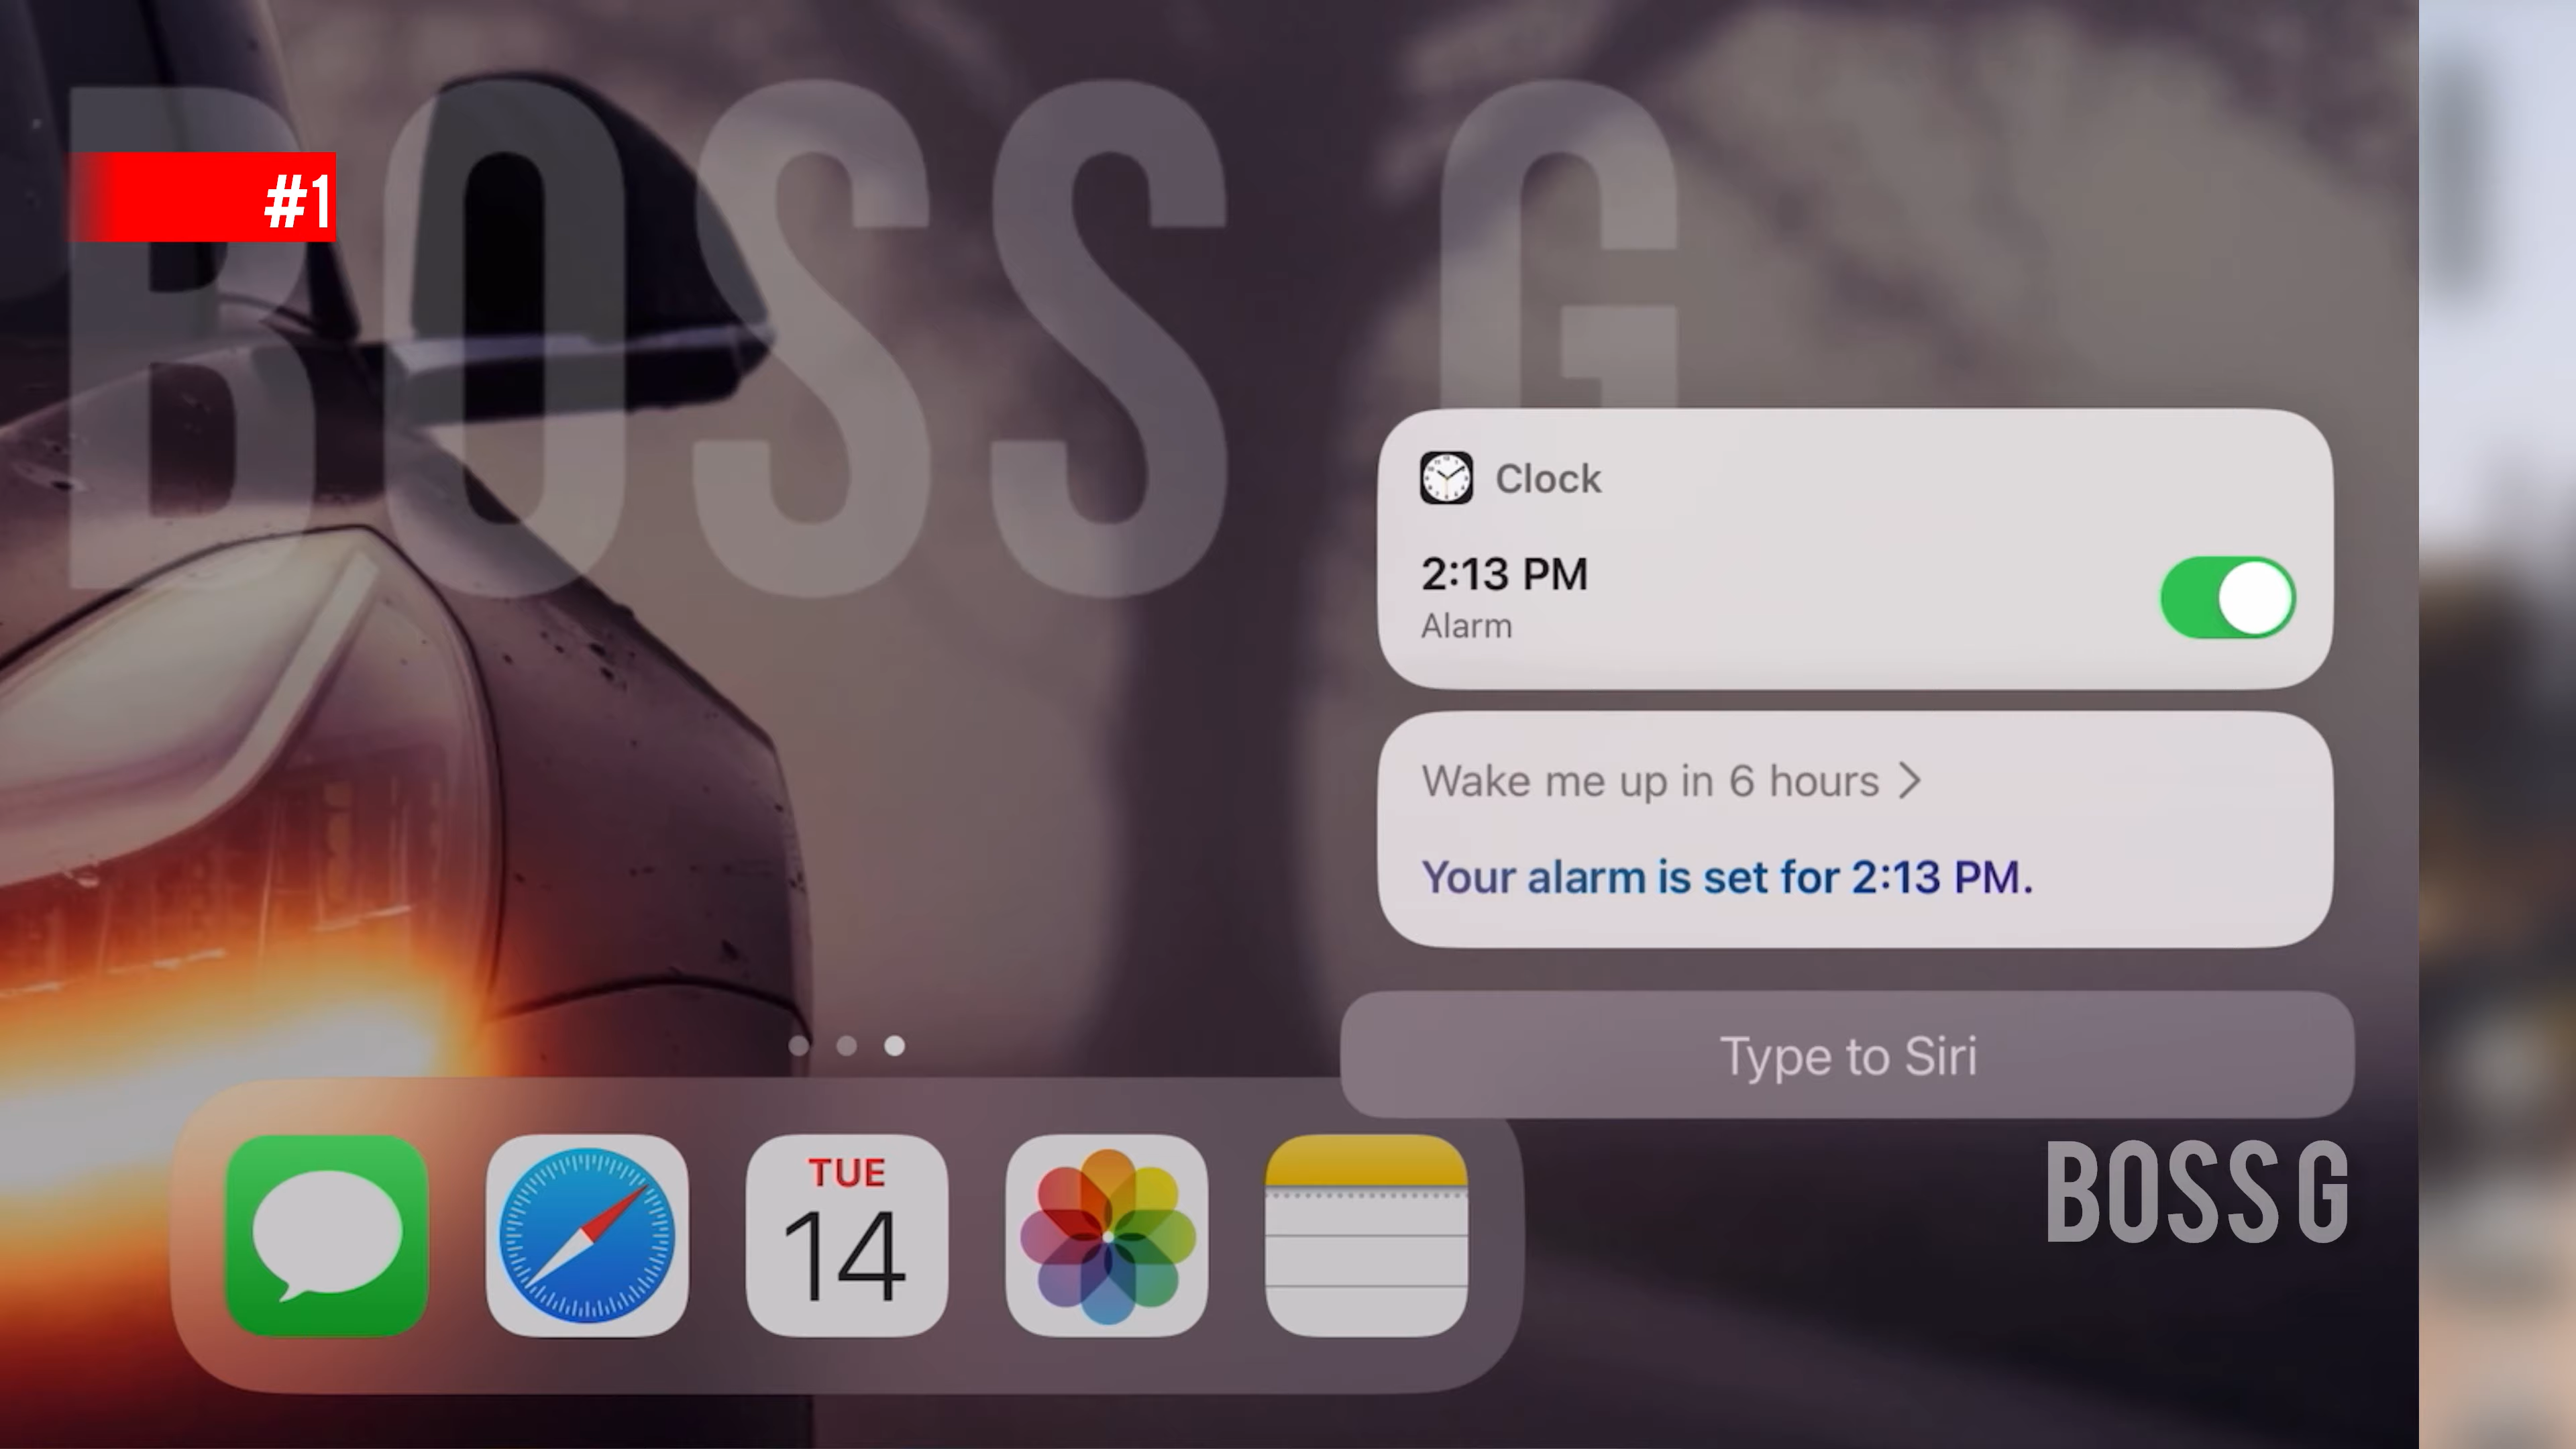 BOSS G
#1
Clock
2:13 PM
Alarm
Wake me up in 6 hours
Your alarm is set for 2:13 PM.
Type to Siri
TUE
14
BOSS G